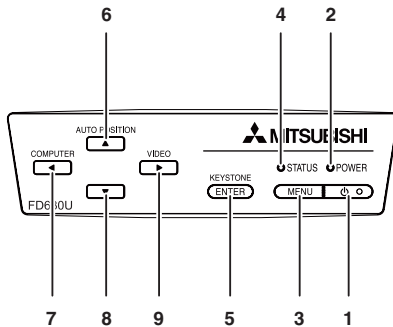 6 4 2
AUTO POSITION
MITSUBISHI
COMPUTER VIDEO STATUS POWER
KEYSTONE
ENTER MENU
FD630U
7 8 9 5 3 1